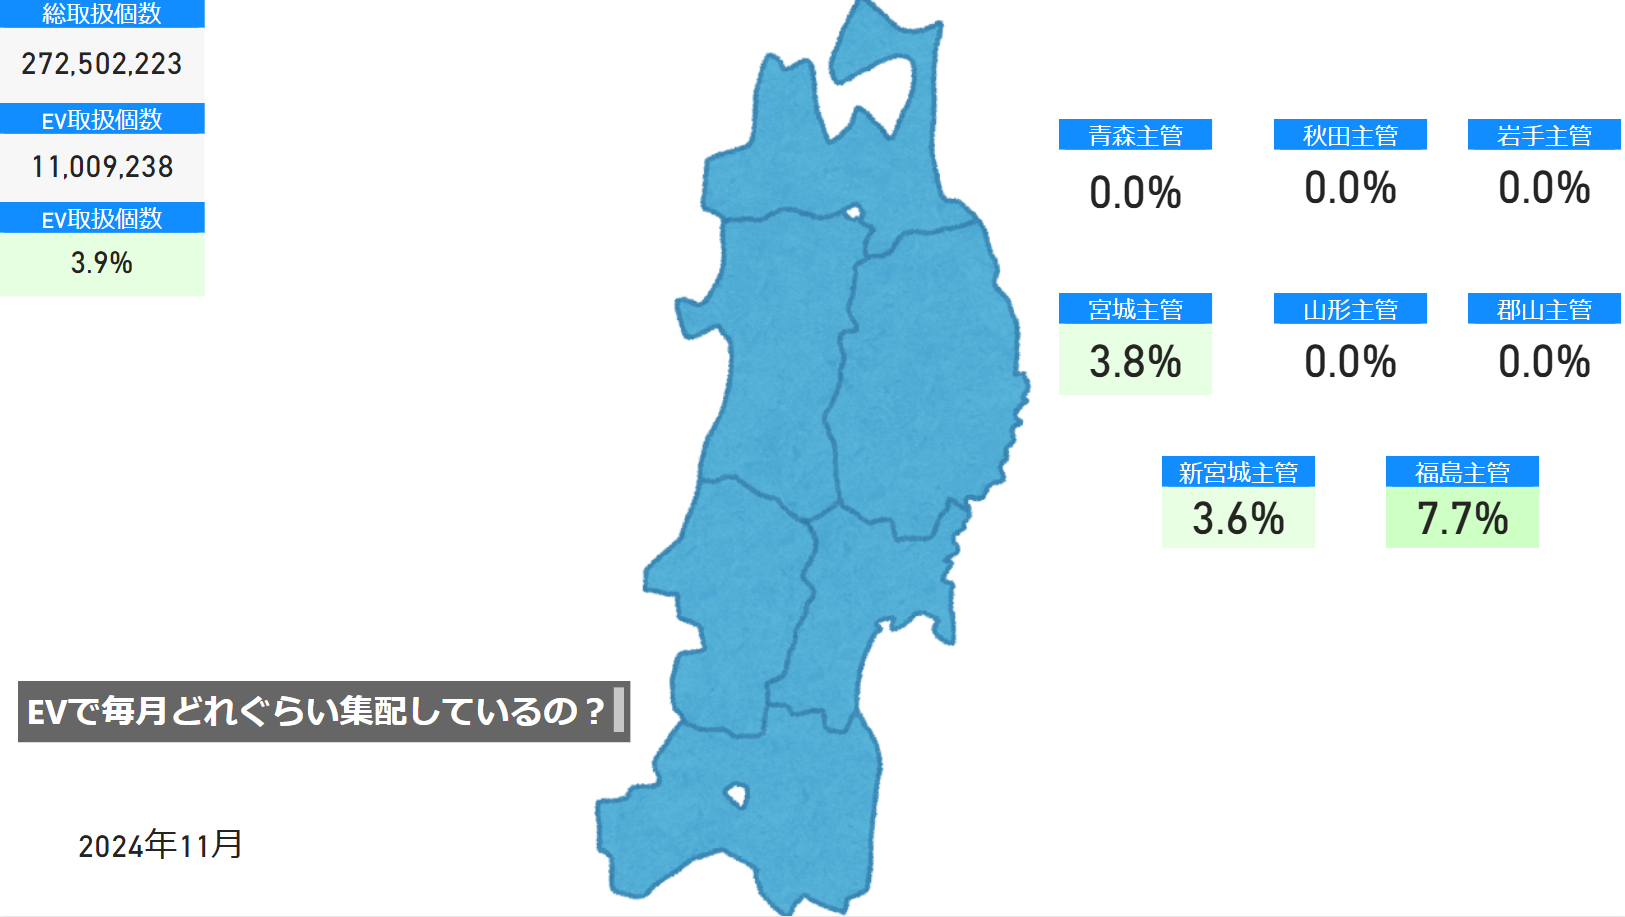 総取扱個数
272,502,223
EV取扱個数
11,009,238
EV取扱個数
3.9%
青森主管
0.0%
秋田主管
0.0%
岩手主管
0.0%
宮城主管
3.8%
山形主管
0.0%
郡山主管
0.0%
新宮城主管
3.6%
福島主管
7.7%
EVで毎月どれぐらい集配しているの？
2024年11月